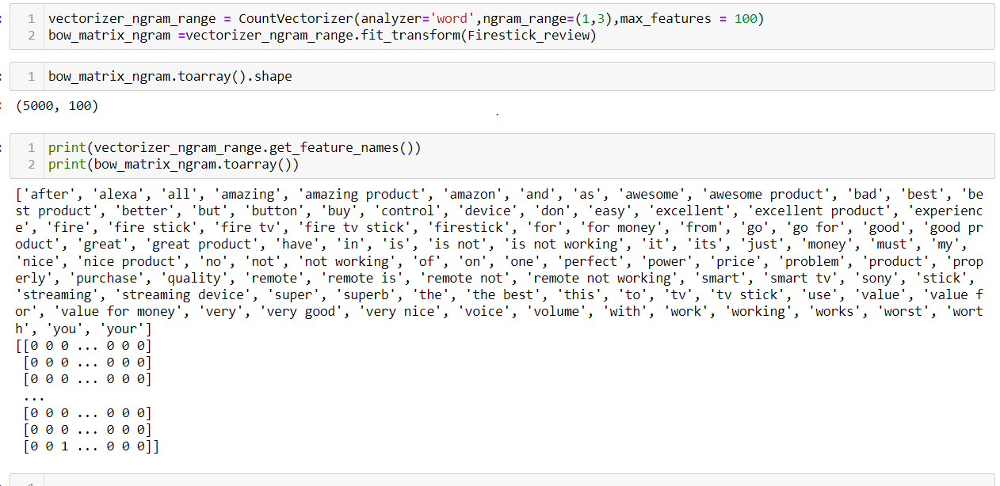 1 vectorizer_ngram_range = CountVectorizer(analyzer='word',ngram_range=(1,3),max_features = 100)
2 bow_matrix_ngram =vectorizer_ngram_range.fit_transform(Firestick_review)
1 bow_matrix_ngram.toarray().shape
(5000, 100)
1 print(vectorizer_ngram_range.get_feature_names())
2 print(bow_matrix_ngram.toarray())
['after', 'alexa', 'all', 'amazing', 'amazing product', 'amazon', 'and', 'as', 'awesome', 'awesome product', 'bad', 'best', 'be
st product', 'better', 'but', 'button', 'buy', 'control', 'device', 'don', 'easy', 'excellent', 'excellent product', 'experienc
e', 'fire', 'fire stick', 'fire tv', 'fire tv stick', 'firestick', 'for', 'for money', 'from', 'go', 'go for', 'good', 'good pr
oduct', 'great', 'great product', 'have', 'in', 'is', 'is not', 'is not working', 'it', 'its', 'just', 'money', 'must', 'my',
'nice', 'nice product', 'no', 'not', 'not working', 'of', 'on', 'one', 'perfect', 'power', 'price', 'problem', 'product', 'prop
erly', 'purchase', 'quality', 'remote', 'remote is', 'remote not', 'remote not working', 'smart', 'smart tv', 'sony', 'stick',
'streaming', 'streaming device', 'super', 'superb', 'the', 'the best', 'this', 'to', 'tv', 'tv stick', 'use', 'value', 'value f
or', 'value for money', 'very', 'very good', 'very nice', 'voice', 'volume', 'with', 'work', 'working', 'works', 'worst', 'wort
h', 'you', 'your']
[[0 0 0 ... 0 0 0]
[0 0 0 ... 0 0 0]
[0 0 0 ... 0 0 0]
...
[0 0 0 ... 0 0 0]
[0 0 0 ... 0 0 0]
[0 0 1 ... 0 0 0]]